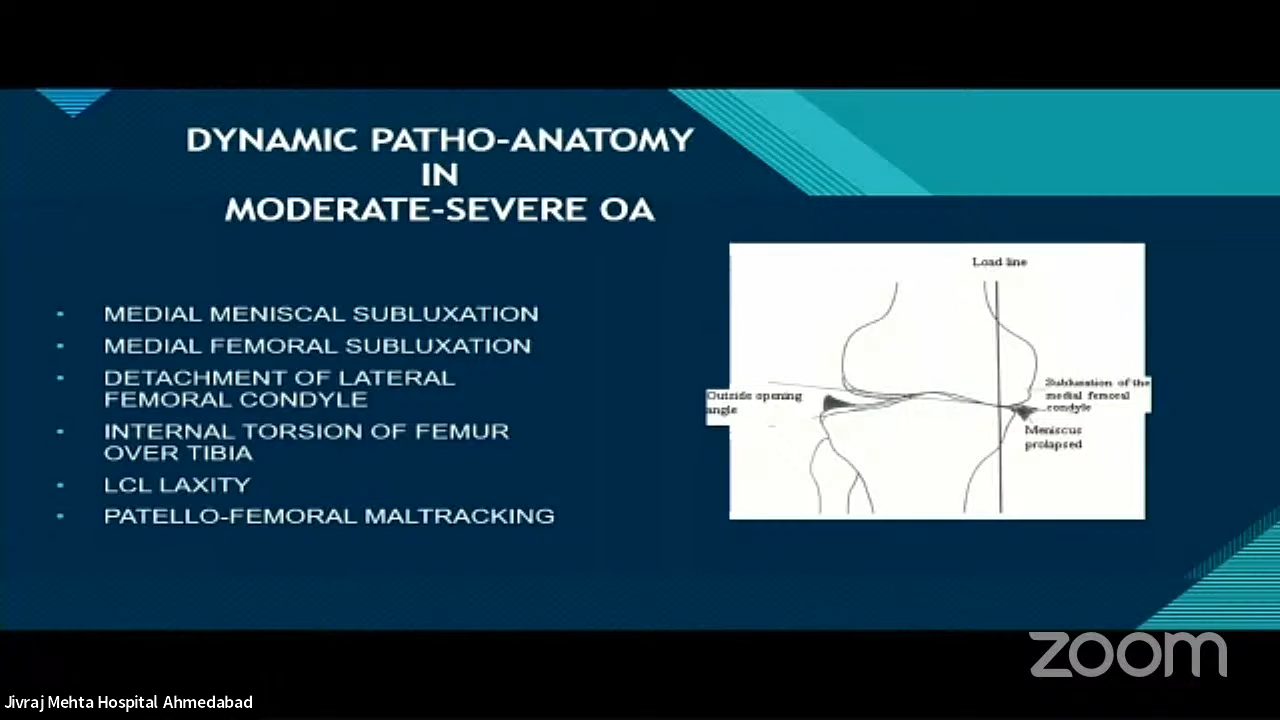 DYNAMIC PATHO-ANATOMY
IN
MODERATE-SEVERE OA
• MEDIAL MENISCAL SUBLUXATION
• MEDIAL FEMORAL SUBLUXATION
• DETACHMENT OF LATERAL
FEMORAL CONDYLE
• INTERNAL TORSION OF FEMUR
OVER TIBIA
• LCL LAXITY
• PATELLO-FEMORAL MALTRACKING
Load line
Outside opening
angle
Subluxation of the
medial femoral
condyle
Meniscus
prolapsed
zoom
Jivraj Mehta Hospital Ahmedabad